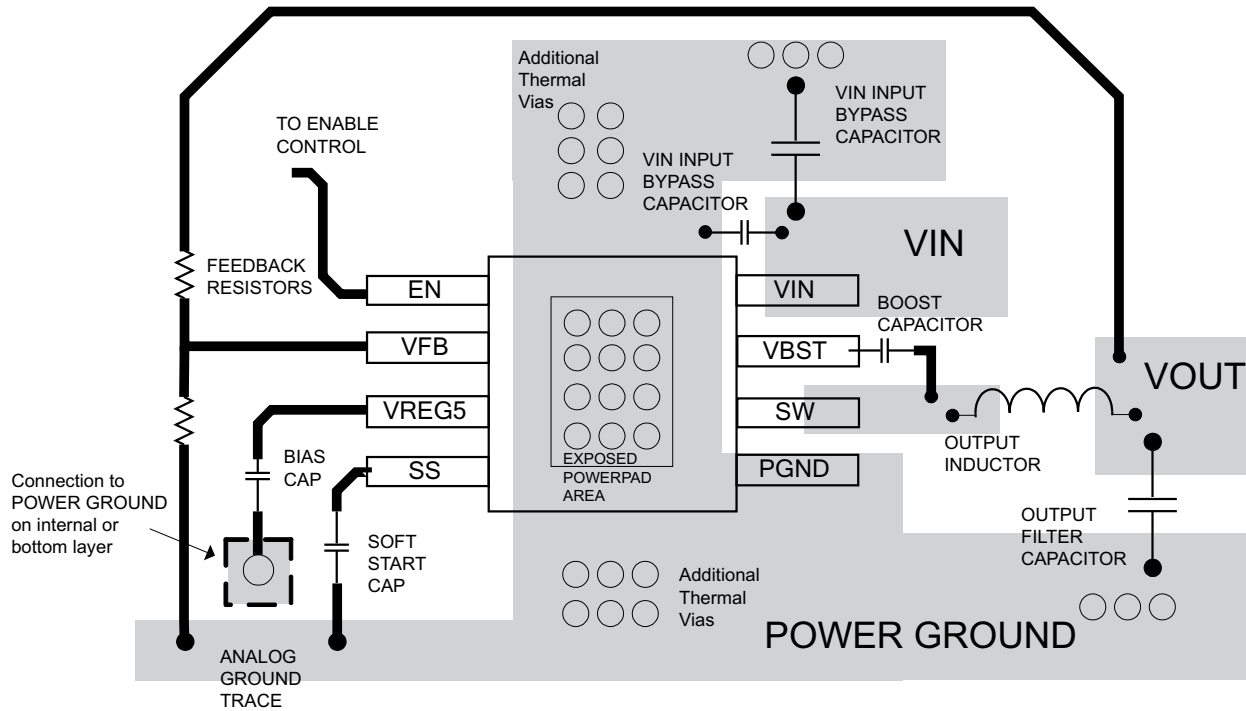 Additional
Thermal
Vias
VIN INPUT
BYPASS
CAPACITOR
TO ENABLE
CONTROL
VIN INPUT
BYPASS
CAPACITOR
VIN
FEEDBACK
RESISTORS
EN
VIN
BOOST
CAPACITOR
VFB
VBST
VOUT
VREG5
SW
OUTPUT
INDUCTOR
BIAS
CAP
SS
EXPOSED
POWERPAD
AREA
PGND
Connection to
POWER GROUND
on internal or
bottom layer
SOFT
START
CAP
OUTPUT
FILTER
CAPACITOR
Additional
Thermal
Vias
POWER GROUND
ANALOG
GROUND
TRACE